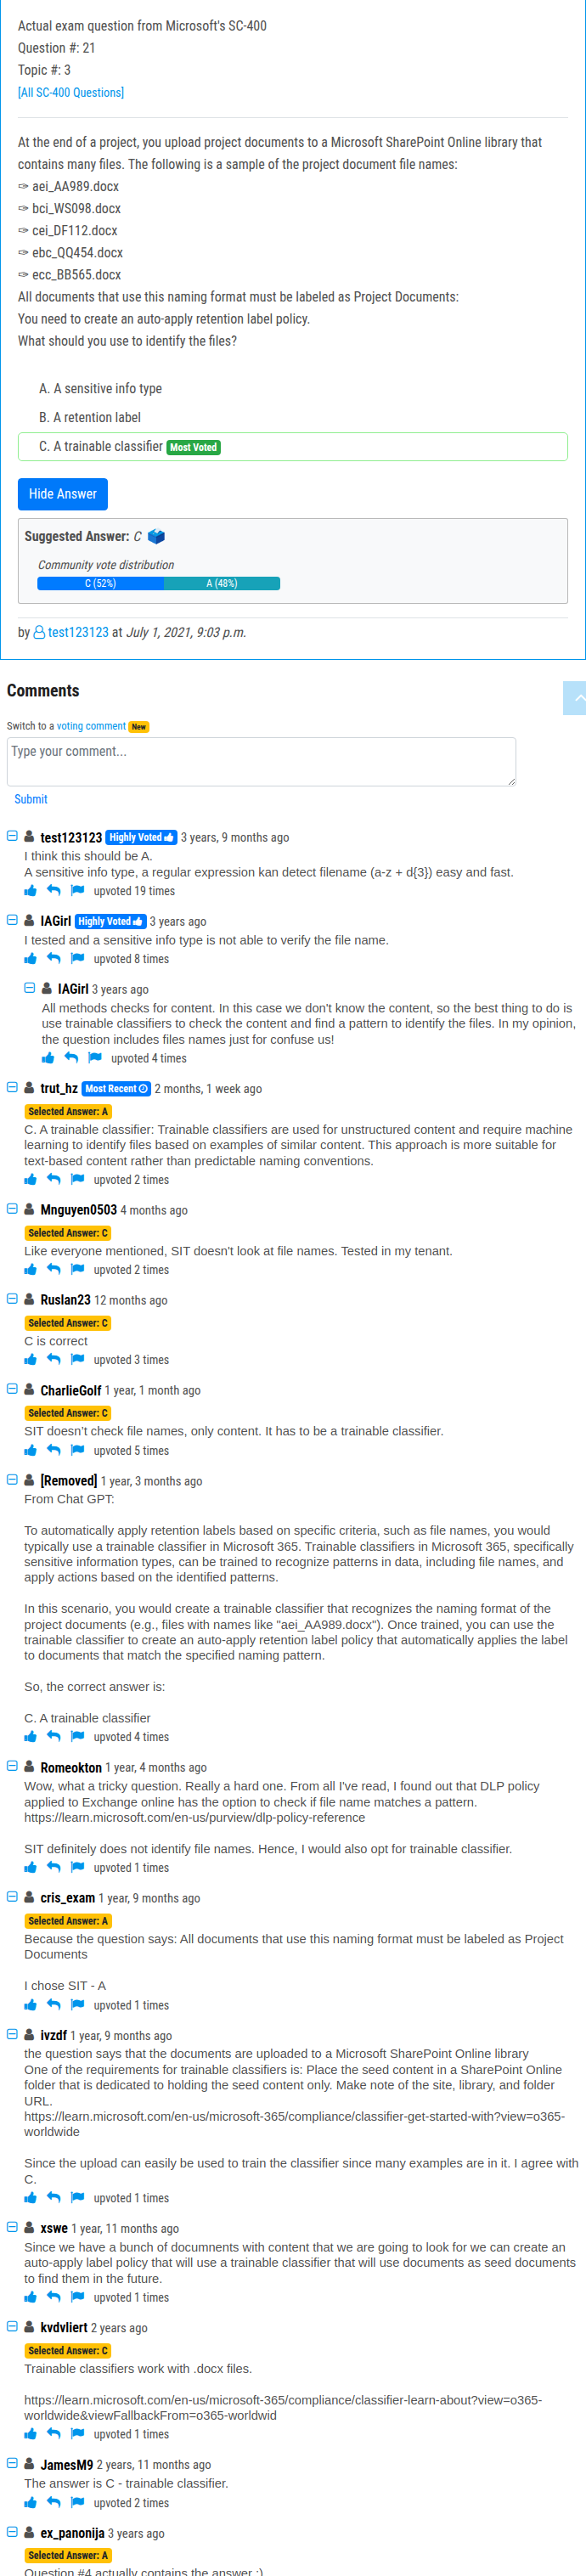 Actual exam question from Microsoft's SC-400
Question #: 21
Topic #: 3
[All SC-400 Questions]
At the end of a project, you upload project documents to a Microsoft SharePoint Online library that
contains many files. The following is a sample of the project document file names:
✑ aei_AA989.docx
✑ bci_WS098.docx
✑ cei_DF112.docx
✑ ebc_QQ454.docx
✑ ecc_BB565.docx
All documents that use this naming format must be labeled as Project Documents:
You need to create an auto-apply retention label policy.
What should you use to identify the files?
A. A sensitive info type
B. A retention label
C. A trainable classifier Most Voted
Hide Answer
Suggested Answer: C
Community vote distribution
C (52%) A (48%)
by test123123 at July 1, 2021, 9:03 p.m.
Comments
Switch to a voting comment New
Type your comment...
Submit
test123123 Highly Voted 3 years, 9 months ago
I think this should be A.
A sensitive info type, a regular expression kan detect filename (a-z + d{3}) easy and fast.
upvoted 19 times
IAGirl Highly Voted 3 years ago
I tested and a sensitive info type is not able to verify the file name.
upvoted 8 times
IAGirl 3 years ago
All methods checks for content. In this case we don't know the content, so the best thing to do is
use trainable classifiers to check the content and find a pattern to identify the files. In my opinion,
the question includes files names just for confuse us!
upvoted 4 times
trut_hz Most Recent 2 months, 1 week ago
Selected Answer: A
C. A trainable classifier: Trainable classifiers are used for unstructured content and require machine
learning to identify files based on examples of similar content. This approach is more suitable for
text-based content rather than predictable naming conventions.
upvoted 2 times
Mnguyen0503 4 months ago
Selected Answer: C
Like everyone mentioned, SIT doesn't look at file names. Tested in my tenant.
upvoted 2 times
Ruslan23 12 months ago
Selected Answer: C
C is correct
upvoted 3 times
CharlieGolf 1 year, 1 month ago
Selected Answer: C
SIT doesn't check file names, only content. It has to be a trainable classifier.
upvoted 5 times
[Removed] 1 year, 3 months ago
From Chat GPT:
To automatically apply retention labels based on specific criteria, such as file names, you would
typically use a trainable classifier in Microsoft 365. Trainable classifiers in Microsoft 365, specifically
sensitive information types, can be trained to recognize patterns in data, including file names, and
apply actions based on the identified patterns.
In this scenario, you would create a trainable classifier that recognizes the naming format of the
project documents (e.g., files with names like "aei_AA989.docx"). Once trained, you can use the
trainable classifier to create an auto-apply retention label policy that automatically applies the label
to documents that match the specified naming pattern.
So, the correct answer is:
C. A trainable classifier
upvoted 4 times
Romeokton 1 year, 4 months ago
Wow, what a tricky question. Really a hard one. From all I've read, I found out that DLP policy
applied to Exchange online has the option to check if file name matches a pattern.
https://learn.microsoft.com/en-us/purview/dlp-policy-reference
SIT definitely does not identify file names. Hence, I would also opt for trainable classifier.
upvoted 1 times
cris_exam 1 year, 9 months ago
Selected Answer: A
Because the question says: All documents that use this naming format must be labeled as Project
Documents
I chose SIT - A
upvoted 1 times
ivzdf 1 year, 9 months ago
the question says that the documents are uploaded to a Microsoft SharePoint Online library
One of the requirements for trainable classifiers is: Place the seed content in a SharePoint Online
folder that is dedicated to holding the seed content only. Make note of the site, library, and folder
URL.
https://learn.microsoft.com/en-us/microsoft-365/compliance/classifier-get-started-with?view=o365-
worldwide
Since the upload can easily be used to train the classifier since many examples are in it. I agree with
C.
upvoted 1 times
xswe 1 year, 11 months ago
Since we have a bunch of documnents with content that we are going to look for we can create an
auto-apply label policy that will use a trainable classifier that will use documents as seed documents
to find them in the future.
upvoted 1 times
kvdvliert 2 years ago
Selected Answer: C
Trainable classifiers work with .docx files.
https://learn.microsoft.com/en-us/microsoft-365/compliance/classifier-learn-about?view=o365-
worldwide&viewFallbackFrom=o365-worldwid
upvoted 1 times
JamesM9 2 years, 11 months ago
The answer is C - trainable classifier.
upvoted 2 times
ex_panonija 3 years ago
Selected Answer: A
Question #4 actually contains the answer :)